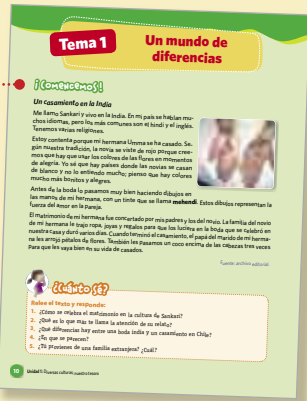 Tema 1
Un mundo de
diferencias
¡Comencemos!
Un casamiento en la India
Me llamo Sankari y vivo en la India. En mi país se hablan mu-
chos idiomas, pero los más comunes son el hindi y el inglés.
Tenemos varias religiones.
Estoy contenta porque mi hermana Umma se ha casado. Se-
gún nuestra tradición, la novia se viste de rojo porque cree-
mos que hay que usar los colores de las flores en momentos
de alegría. Yo sé que hay países donde las novias se casan
de blanco y no lo entiendo mucho; pienso que hay colores
mucho más bonitos y alegres.
Antes de la boda lo pasamos muy bien haciendo dibujos en
las manos de mi hermana, con un tinte que se llama mehendi. Estos dibujos representan la
fuerza del amor en la pareja.
El matrimonio de mi hermana fue concertado por mis padres y los del novio. La familia del novio
de mi hermana le trajo ropa, joyas y regalos para que los luciera en la boda que se celebró en
nuestra casa y duró varios días. Cuando terminó el casamiento, el papá del marido de mi herma-
na les arrojó pétalos de flores. También les pasamos un coco encima de las cabezas tres veces
para que les vaya bien en su vida de casados.
Fuente: archivo editorial
¿Cuánto sé?
Relee el texto y responde:
1. ¿Cómo se celebra el matrimonio en la cultura de Sankari?
2. ¿Qué es lo que más te llama la atención de su relato?
3. ¿Qué diferencias hay entre una boda india y un casamiento en Chile?
4. ¿En qué se parecen?
5. ¿Tú provienes de una familia extranjera? ¿Cuál?
10